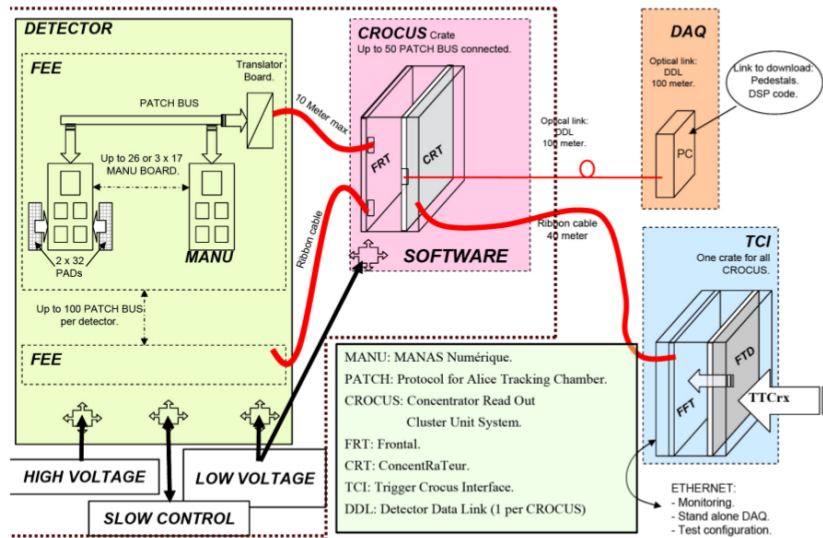 DETECTOR
FEE
Translator
Board.
PATCH BUS
Up to 26 or 3 x 17
MANU BOARD.
2 x 32
PADs
MANU
Up to 100 PATCH BUS
per detector.
FEE
10 Meter max
Ribbon cable
CROCUS Crate
Up to 50 PATCH BUS connected.
FRT
CRT
SOFTWARE
Optical link:
DDL
100 meter.
Ribbon cable
40 meter
DAQ
Optical link:
DDL
100 meter.
PC
Link to download:
Pedestals.
DSP code.
TCI
One crate for all
CROCUS.
FFT
FTD
TTCrx
ETHERNET:
- Monitoring.
- Stand alone DAQ.
- Test configuration.
MANU: MANAS Numérique.
PATCH: Protocol for Alice Tracking Chamber.
CROCUS: Concentrator Read Out
Cluster Unit System.
FRT: Frontal.
CRT: ConcentRaTeur.
TCI: Trigger Crocus Interface.
DDL: Detector Data Link (1 per CROCUS)
HIGH VOLTAGE
LOW VOLTAGE
SLOW CONTROL